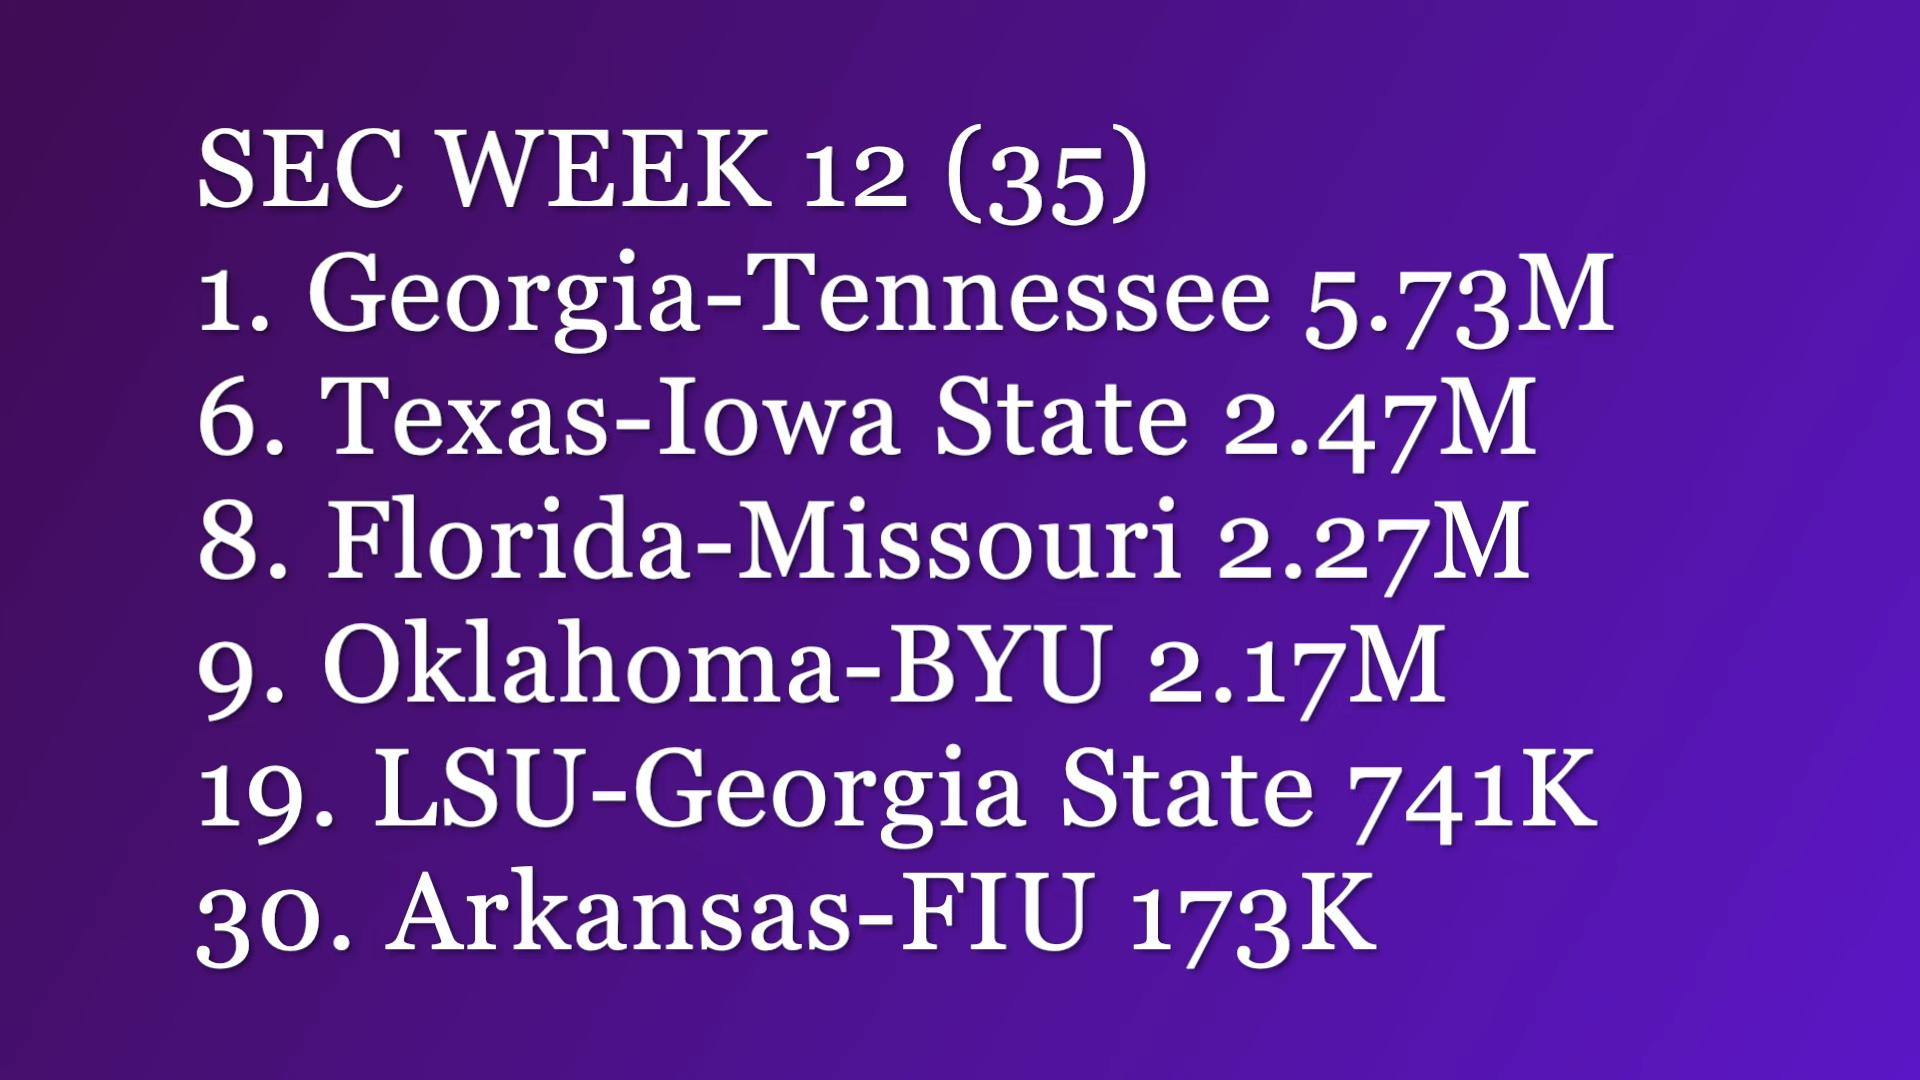 SEC WEEK 12 (35)
1. Georgia-Tennessee 5.73M
6. Texas-Iowa State 2.47M
8. Florida-Missouri 2.27M
9. Oklahoma-BYU 2.17M
19. LSU-Georgia State 741K
30. Arkansas-FIU 173K